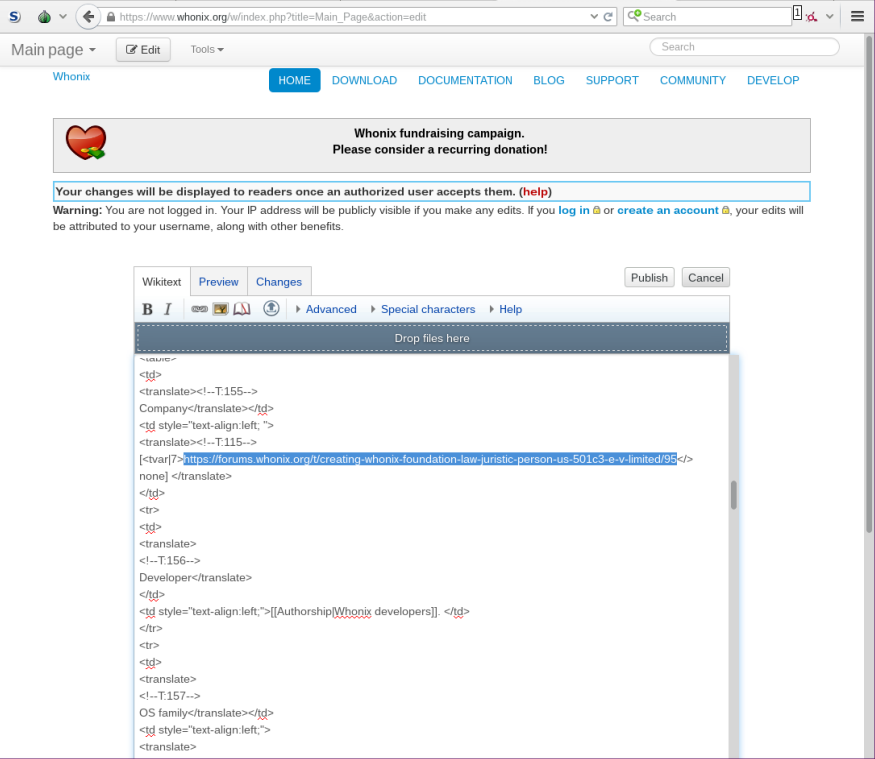 S
https://www.whonix.org/w/index.php?title=Main_Page&action=edit
Search
1
Main page
Edit
Tools
Search
Whonix
HOME
DOWNLOAD
DOCUMENTATION
BLOG
SUPPORT
COMMUNITY
DEVELOP
Whonix fundraising campaign.
Please consider a recurring donation!
Your changes will be displayed to readers once an authorized user accepts them. (help)
Warning: You are not logged in. Your IP address will be publicly visible if you make any edits. If you log in or create an account, your edits will
be attributed to your username, along with other benefits.
Wikitext
Preview
Changes
Publish
Cancel
B I
Advanced
Special characters
Help
Drop files here
<table>
<td>
<translate><!--T:155-->
Company</translate></td>
<td style="text-align:left; ">
<translate><!--T:115-->
[<tvar|7>https://forums.whonix.org/t/creating-whonix-foundation-law-juristic-person-us-501c3-e-v-limited/95</>
none] </translate>
</td>
<tr>
<td>
<translate>
<!--T:156-->
Developer</translate>
</td>
<td style="text-align:left;">[[Authorship|Whonix developers]]. </td>
</tr>
<tr>
<td>
<translate>
<!--T:157-->
OS family</translate></td>
<td style="text-align:left;">
<translate>